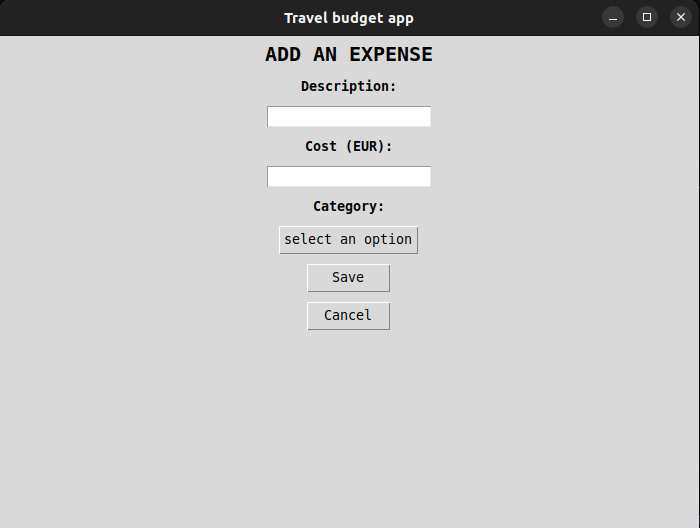 Travel budget app
ADD AN EXPENSE
Description:
Cost (EUR):
Category:
select an option
Save
Cancel